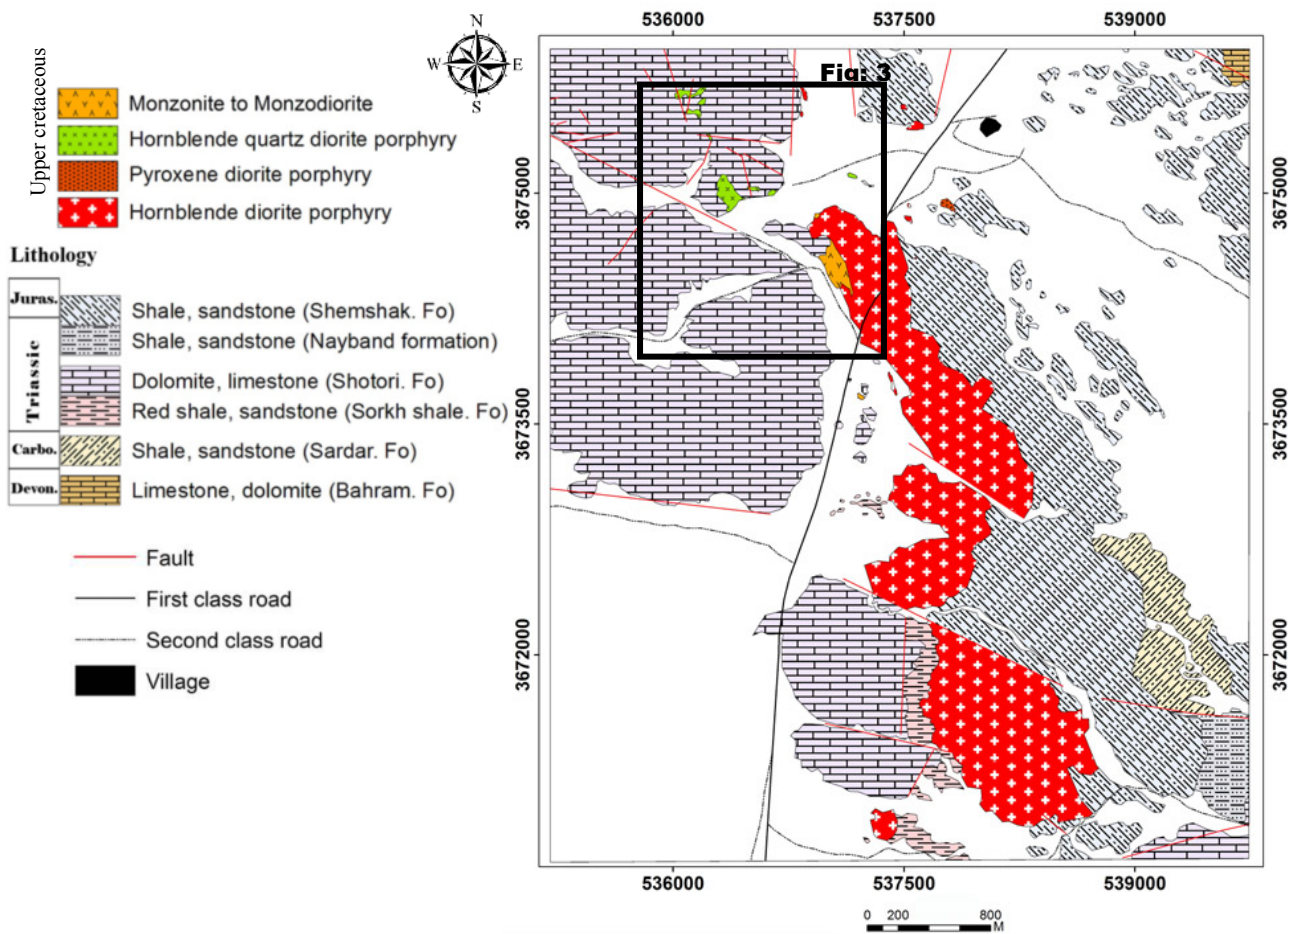 536000
537500
539000
N
W
E
S
Fig: 3
Upper cretaceous
Monzonite to Monzodiorite
Hornblende quartz diorite porphyry
Pyroxene diorite porphyry
Hornblende diorite porphyry
Lithology
Juras.
Shale, sandstone (Shemshak. Fo)
Triassic
Shale, sandstone (Nayband formation)
Dolomite, limestone (Shotori. Fo)
Red shale, sandstone (Sorkh shale. Fo)
Carbo.
Shale, sandstone (Sardar. Fo)
Devon.
Limestone, dolomite (Bahram. Fo)
Fault
First class road
Second class road
Village
3675000
3673500
3672000
3675000
3673500
3672000
536000
537500
539000
0 200 800
M